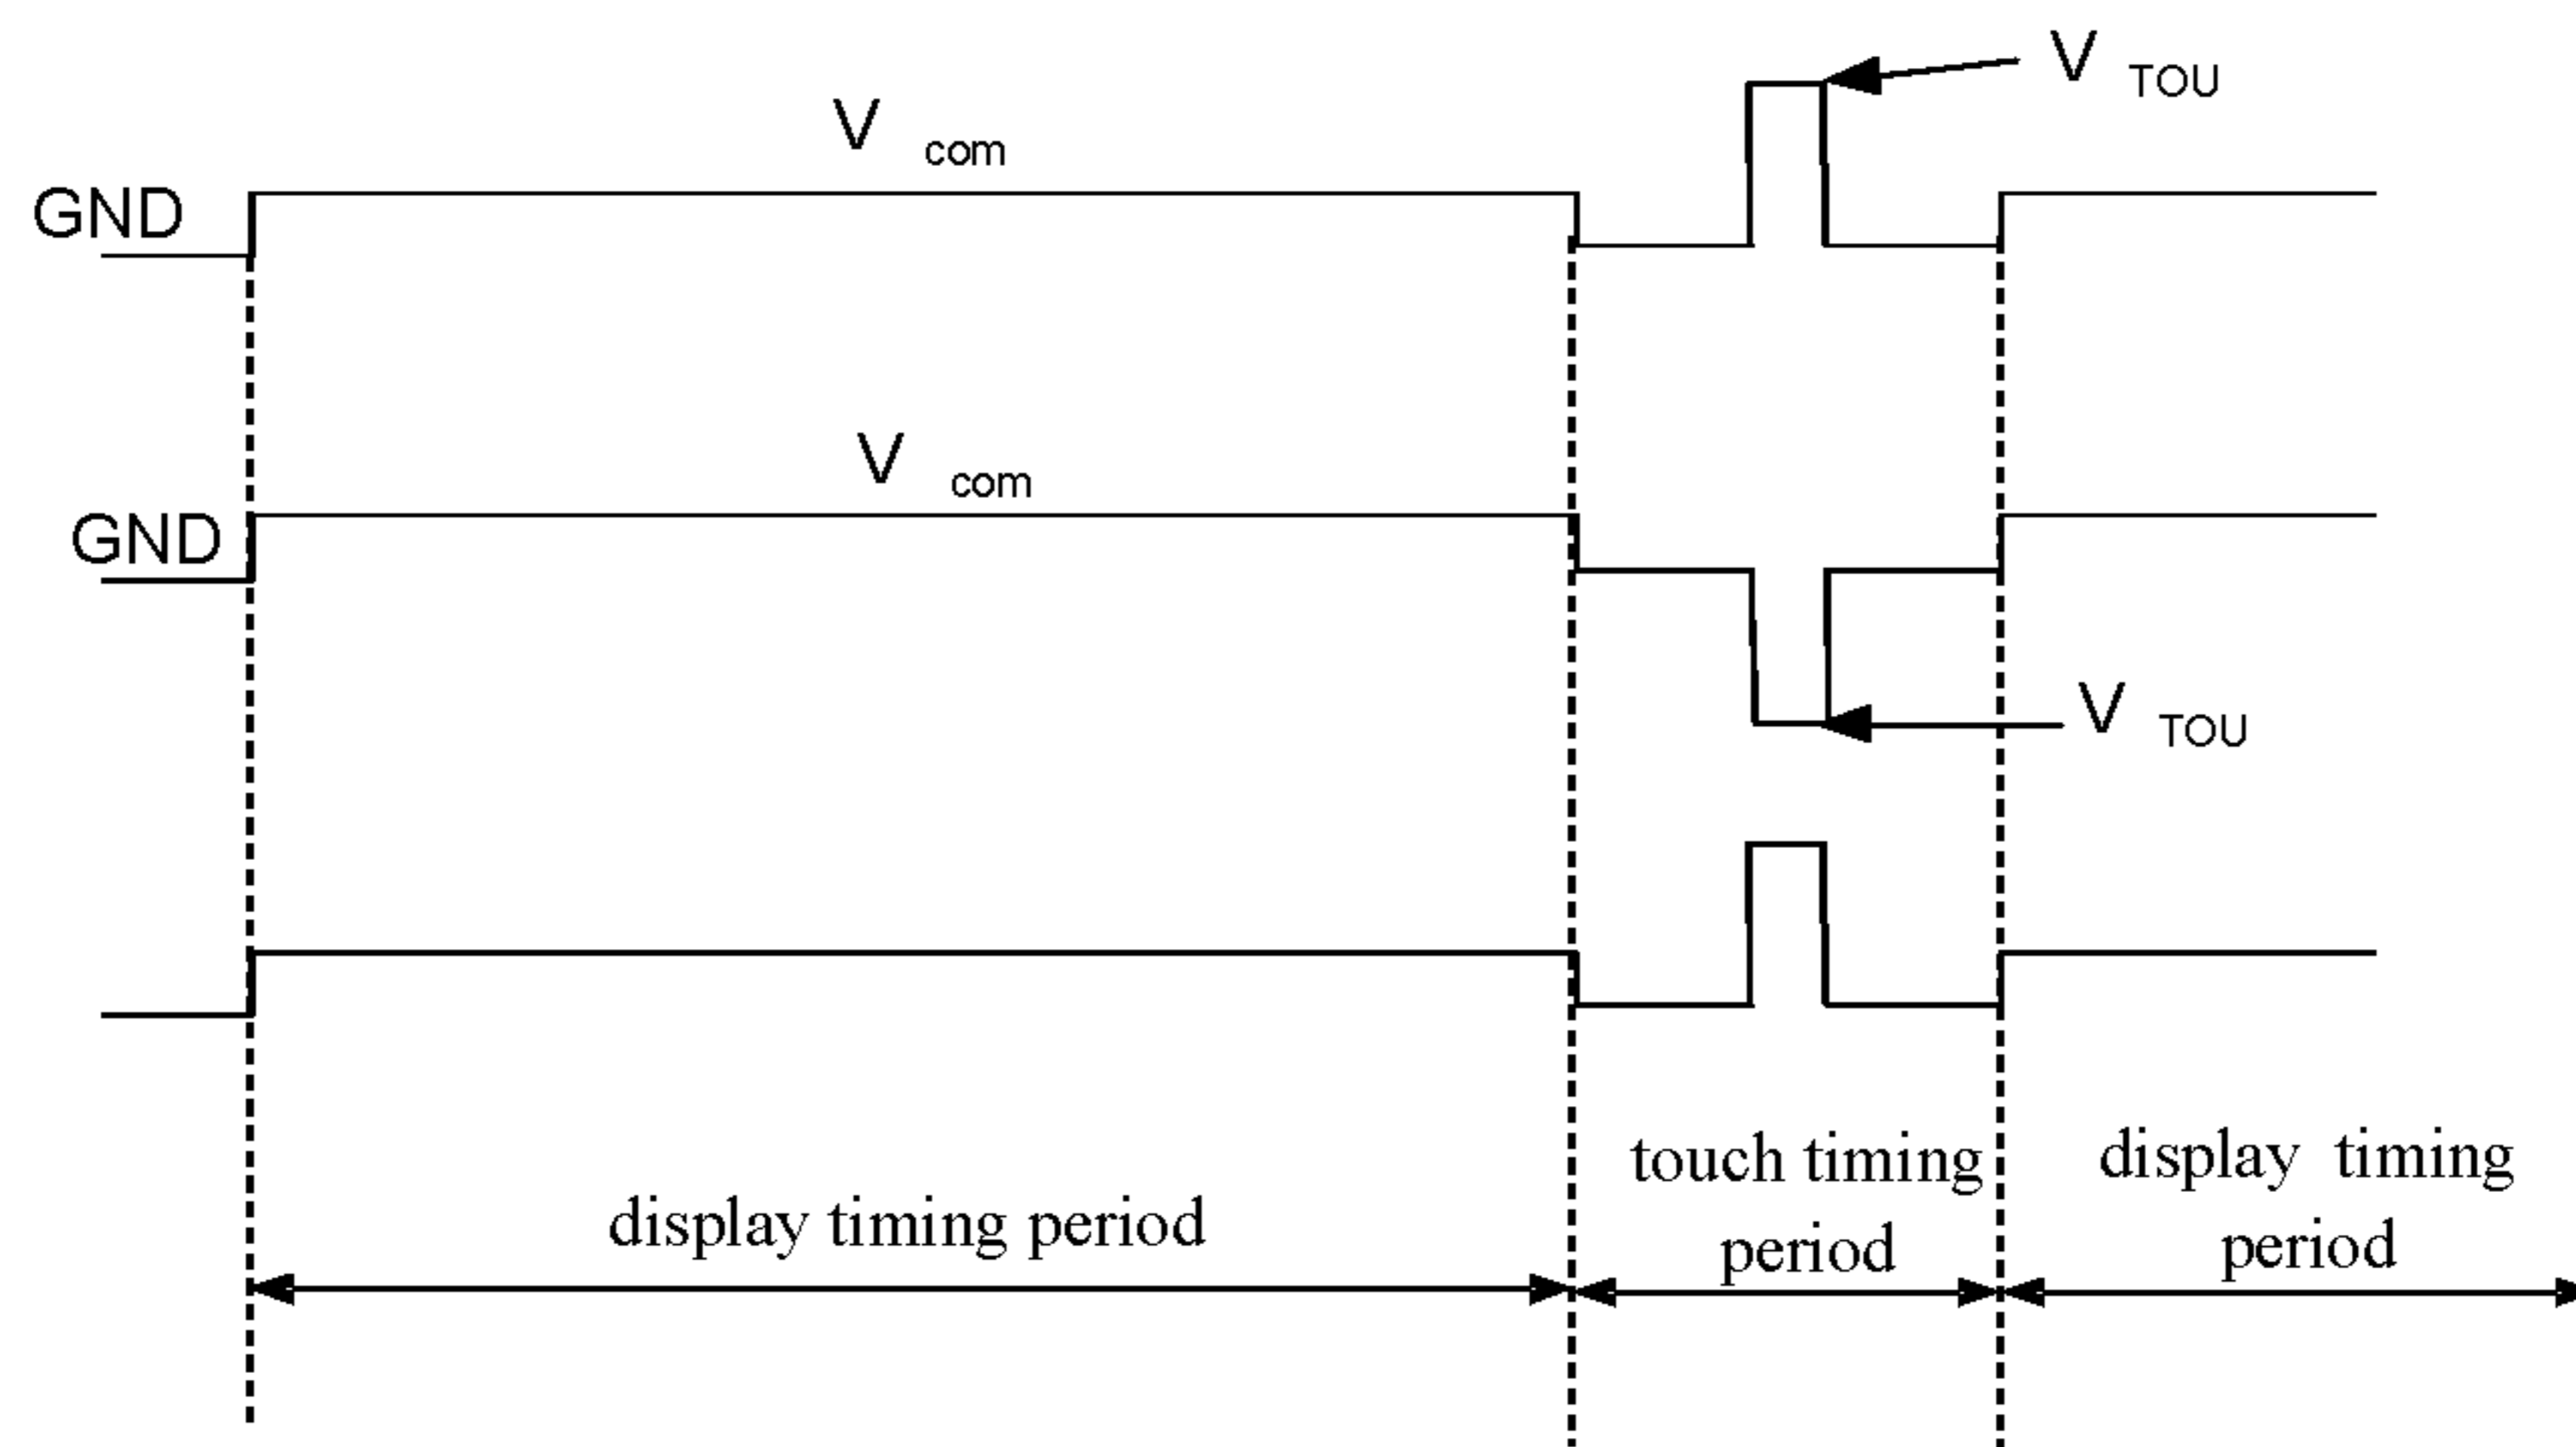 V TOU
V com
GND
V com
GND
V TOU
display timing period
touch timing
period
display timing
period